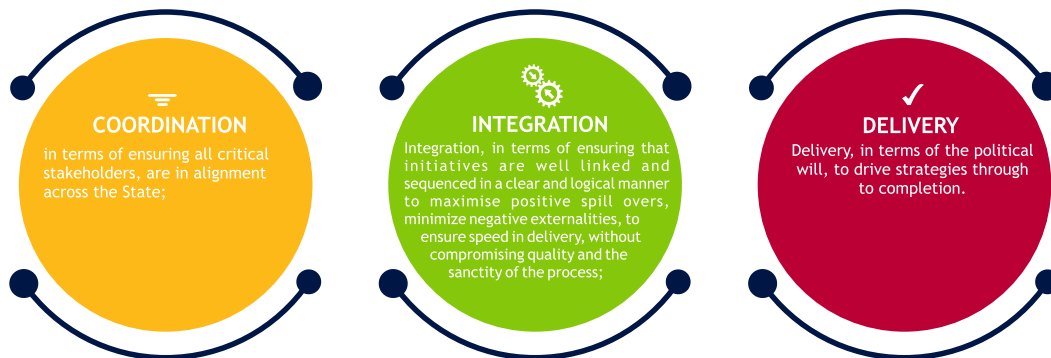 COORDINATION
in terms of ensuring all critical
stakeholders, are in alignment
across the State;
INTEGRATION
Integration, in terms of ensuring that
initiatives are well linked and
sequenced in a clear and logical manner
to maximise positive spill overs,
minimize negative externalities, to
ensure speed in delivery, without
compromising quality and the
sanctity of the process;
DELIVERY
Delivery, in terms of the political
will, to drive strategies through
to completion.